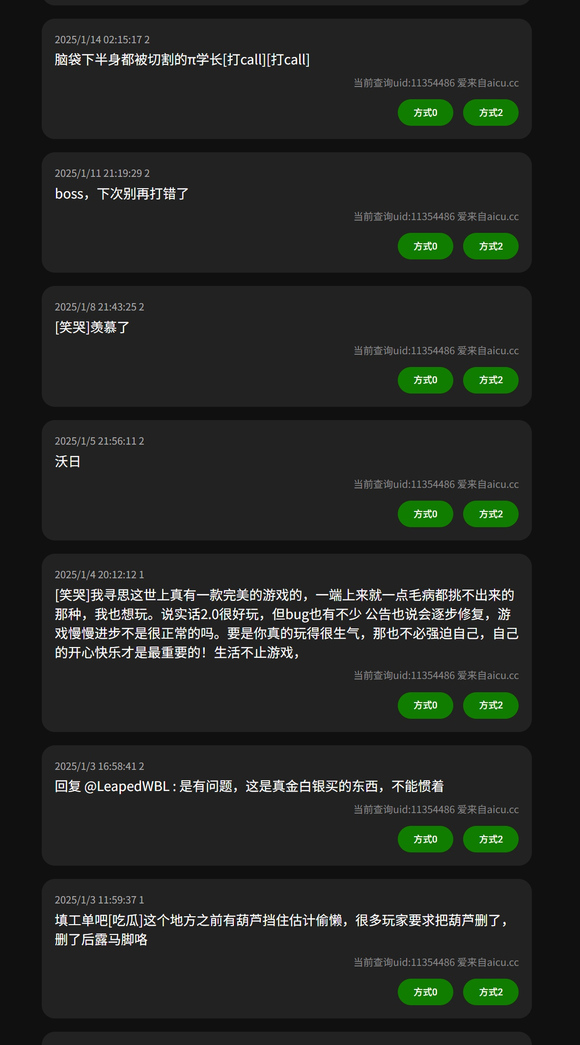 2025/1/14 02:15:17 2
脑袋下半身都被切割的π学长[打call][打call]
当前查询uid:11354486 爱来自aicu.cc
方式0 方式2
2025/1/11 21:19:29 2
boss，下次别再打错了
当前查询uid:11354486 爱来自aicu.cc
方式0 方式2
2025/1/8 21:43:25 2
[笑哭]羡慕了
当前查询uid:11354486 爱来自aicu.cc
方式0 方式2
2025/1/5 21:56:11 2
沃日
当前查询uid:11354486 爱来自aicu.cc
方式0 方式2
2025/1/4 20:12:12 1
[笑哭]我寻思这世上真有一款完美的游戏的，一端上来就一点毛病都挑不出来的
那种，我也想玩。说实话2.0很好玩，但bug也有不少 公告也说会逐步修复，游
戏慢慢进步不是很正常的吗。要是你真的玩得很生气，那也不必强迫自己，自己
的开心快乐才是最重要的！生活不止游戏，
当前查询uid:11354486 爱来自aicu.cc
方式0 方式2
2025/1/3 16:58:41 2
回复 @LeapedWBL : 是有问题，这是真金白银买的东西，不能惯着
当前查询uid:11354486 爱来自aicu.cc
方式0 方式2
2025/1/3 11:59:37 1
填工单吧[吃瓜]这个地方之前有葫芦挡住估计偷懒，很多玩家要求把葫芦删了，
删了后露马脚咯
当前查询uid:11354486 爱来自aicu.cc
方式0 方式2